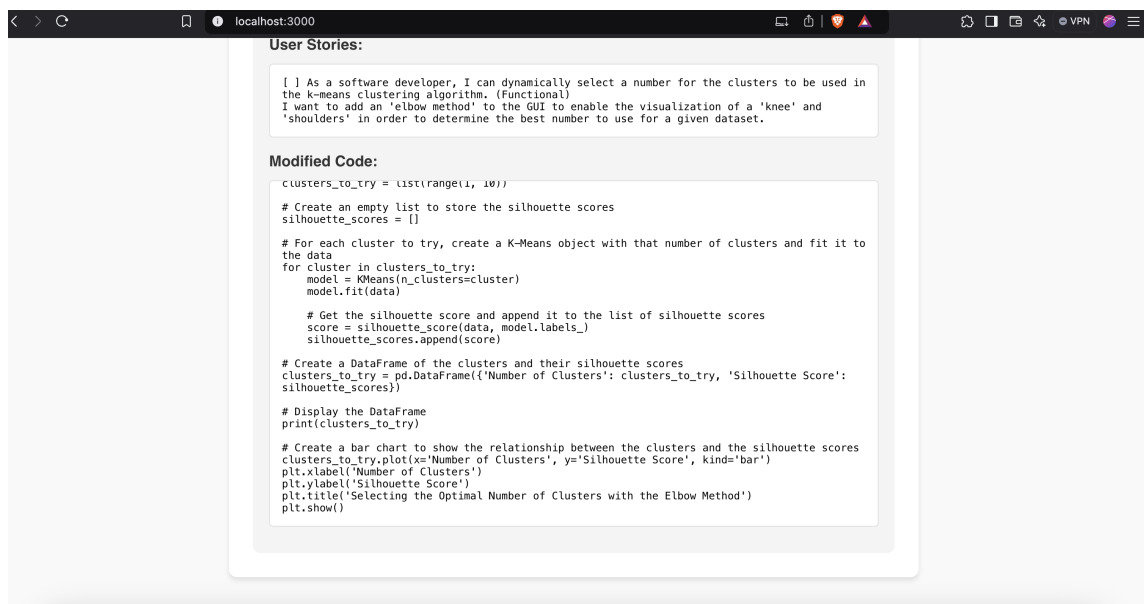 localhost:3000
VPN
User Stories:
[ ] As a software developer, I can dynamically select a number for the clusters to be used in
the k-means clustering algorithm. (Functional)
I want to add an 'elbow method' to the GUI to enable the visualization of a 'knee' and
'shoulders' in order to determine the best number to use for a given dataset.
Modified Code:
clusters_to_try = list(range(1, 10))
# Create an empty list to store the silhouette scores
silhouette_scores = []
# For each cluster to try, create a K-Means object with that number of clusters and fit it to
the data
for cluster in clusters_to_try:
    model = KMeans(n_clusters=cluster)
    model.fit(data)
    # Get the silhouette score and append it to the list of silhouette scores
    score = silhouette_score(data, model.labels_)
    silhouette_scores.append(score)
# Create a DataFrame of the clusters and their silhouette scores
clusters_to_try = pd.DataFrame({'Number of Clusters': clusters_to_try, 'Silhouette Score':
silhouette_scores})
# Display the DataFrame
print(clusters_to_try)
# Create a bar chart to show the relationship between the clusters and the silhouette scores
clusters_to_try.plot(x='Number of Clusters', y='Silhouette Score', kind='bar')
plt.xlabel('Number of Clusters')
plt.ylabel('Silhouette Score')
plt.title('Selecting the Optimal Number of Clusters with the Elbow Method')
plt.show()